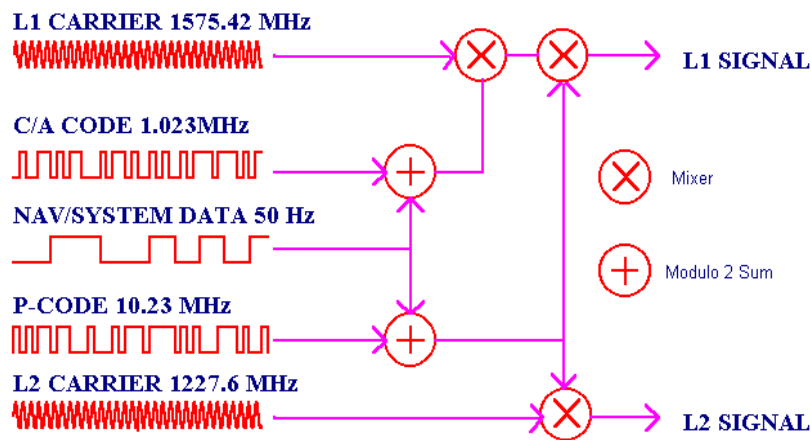 L1 CARRIER 1575.42 MHz
L1 SIGNAL
C/A CODE 1.023MHz
Mixer
NAV/SYSTEM DATA 50 Hz
Modulo 2 Sum
P-CODE 10.23 MHz
L2 CARRIER 1227.6 MHz
L2 SIGNAL